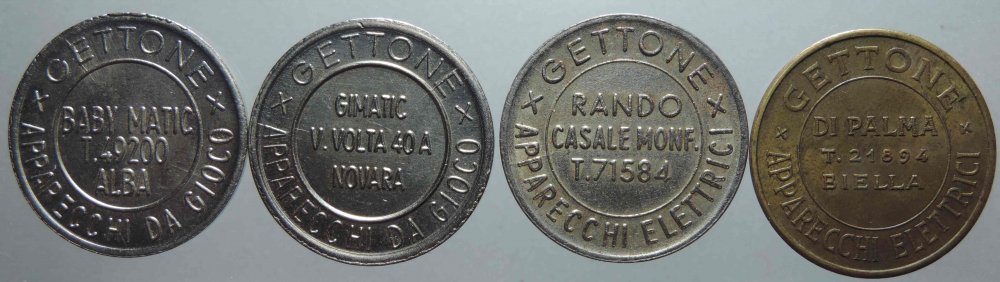 GETTONE
BABY MATIC
T.49200
ALBA
APPARECCHI DA GIOCO
GETTONE
GIMATIC
V. VOLTA 40 A
NOVARA
APPARECCHI DA GIOCO
GETTONE
RANDO
CASALE MONF.
T.71584
APPARECCHI ELETTRICI
GETTONE
DI PALMA
T. 21894
BIELLA
APPARECCHI ELETTRICI